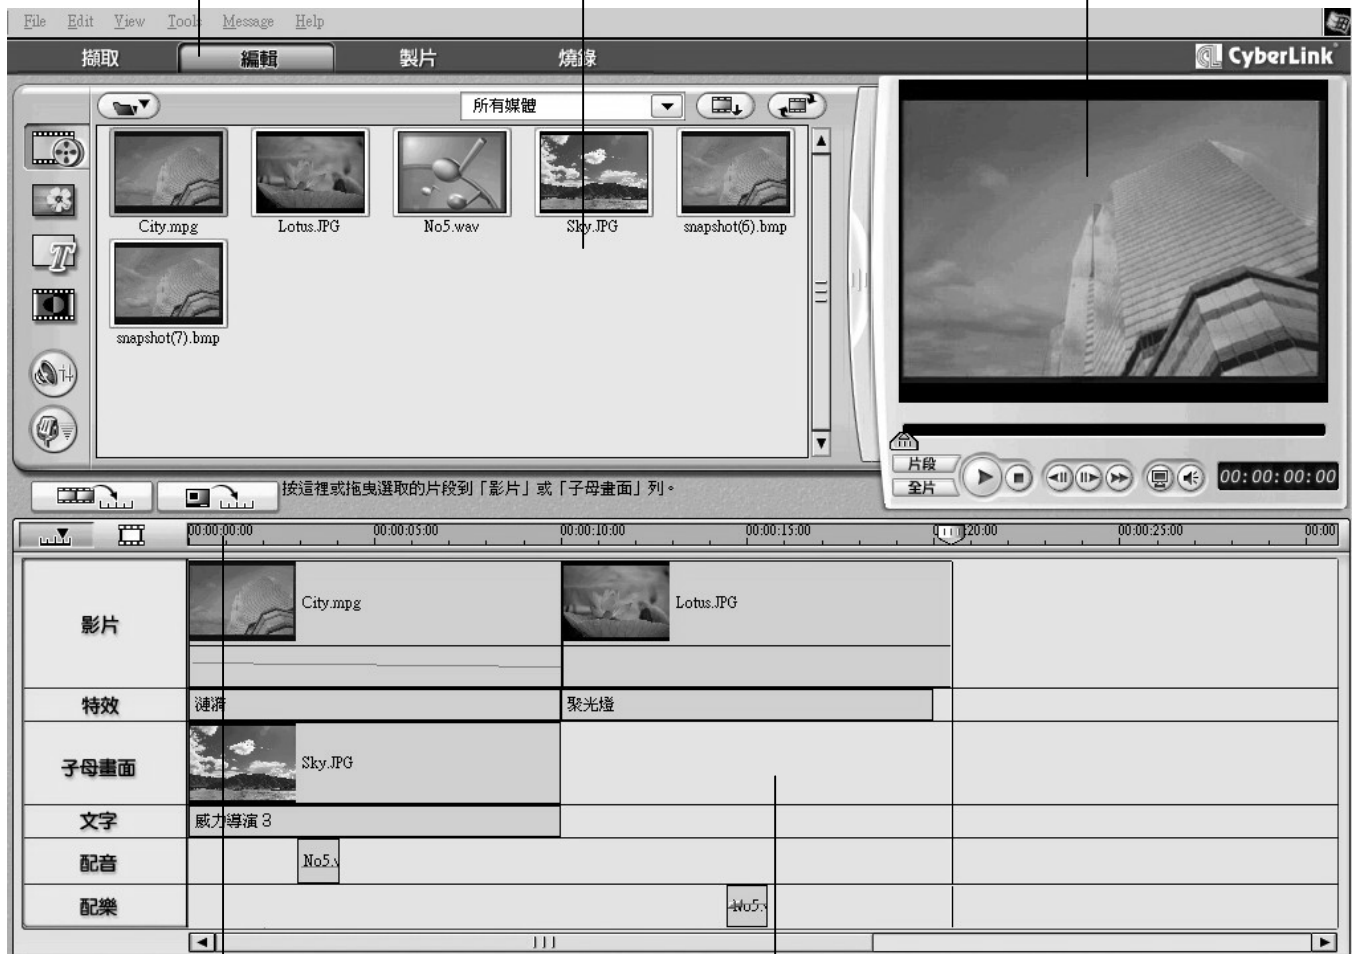 File Edit View Tools Message Help
擷取 編輯 製片 燒錄 CyberLink
所有媒體
City.mpg Lotus.JPG No5.wav Sky.JPG snapshot(6).bmp
snapshot(7).bmp
片段
全片
00:00:00:00
按這裡或拖曳選取的片段到「影片」或「子母畫面」列。
00:00:00:00 00:00:05:00 00:00:10:00 00:00:15:00 20:00 00:00:25:00 00:00
影片 City.mpg Lotus.JPG
特效 漣漪 聚光燈
子母畫面 Sky.JPG
文字 威力導演 3
配音 No5.
配樂 No5.